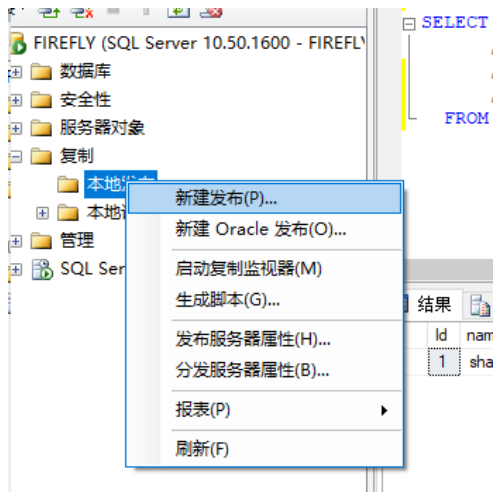 FIREFLY (SQL Server 10.50.1600 - FIREFLY
数据库
安全性
服务器对象
复制
本地发布
本地
管理
SQL Ser
新建发布(P)...
新建 Oracle 发布(O)...
启动复制监视器(M)
生成脚本(G)...
发布服务器属性(H)...
分发服务器属性(B)...
报表(P)
刷新(F)
SELECT
FROM
结果
Id nam
1 sha